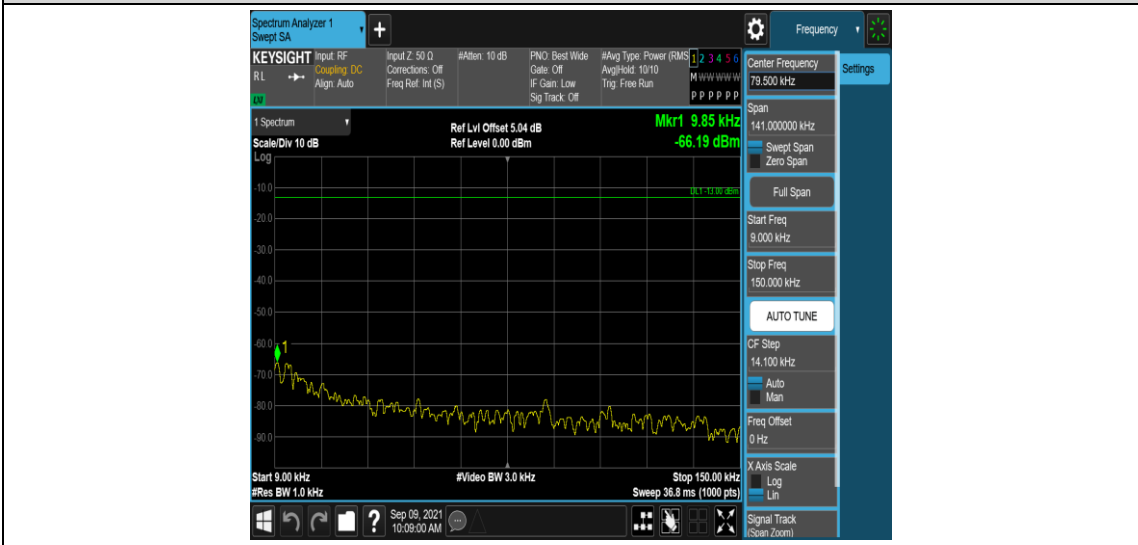 Spectrum Analyzer 1
Swept SA
+
Frequency
KEYSIGHT
RL
LXI
Input: RF
Coupling: DC
Align: Auto
Input Z: 50 Ω
Corrections: Off
Freq Ref: Int (S)
#Atten: 10 dB
PNO: Best Wide
Gate: Off
IF Gain: Low
Sig Track: Off
#Avg Type: Power (RMS
Avg|Hold: 10/10
Trig: Free Run
1 2 3 4 5 6
M W W W W W
P P P P P P
1 Spectrum
Scale/Div 10 dB
Log
Ref Lvl Offset 5.04 dB
Ref Level 0.00 dBm
Mkr1 9.85 kHz
-66.19 dBm
DL1 -13.00 dBm
-10.0
-20.0
-30.0
-40.0
-50.0
-60.0
1
-70.0
-80.0
-90.0
Start 9.00 kHz
#Res BW 1.0 kHz
#Video BW 3.0 kHz
Stop 150.00 kHz
Sweep 36.8 ms (1000 pts)
?
Sep 09, 2021
10:09:00 AM
Center Frequency
79.500 kHz
Settings
Span
141.000000 kHz
Swept Span
Zero Span
Full Span
Start Freq
9.000 kHz
Stop Freq
150.000 kHz
AUTO TUNE
CF Step
14.100 kHz
Auto
Man
Freq Offset
0 Hz
X Axis Scale
Log
Lin
Signal Track
(Span Zoom)